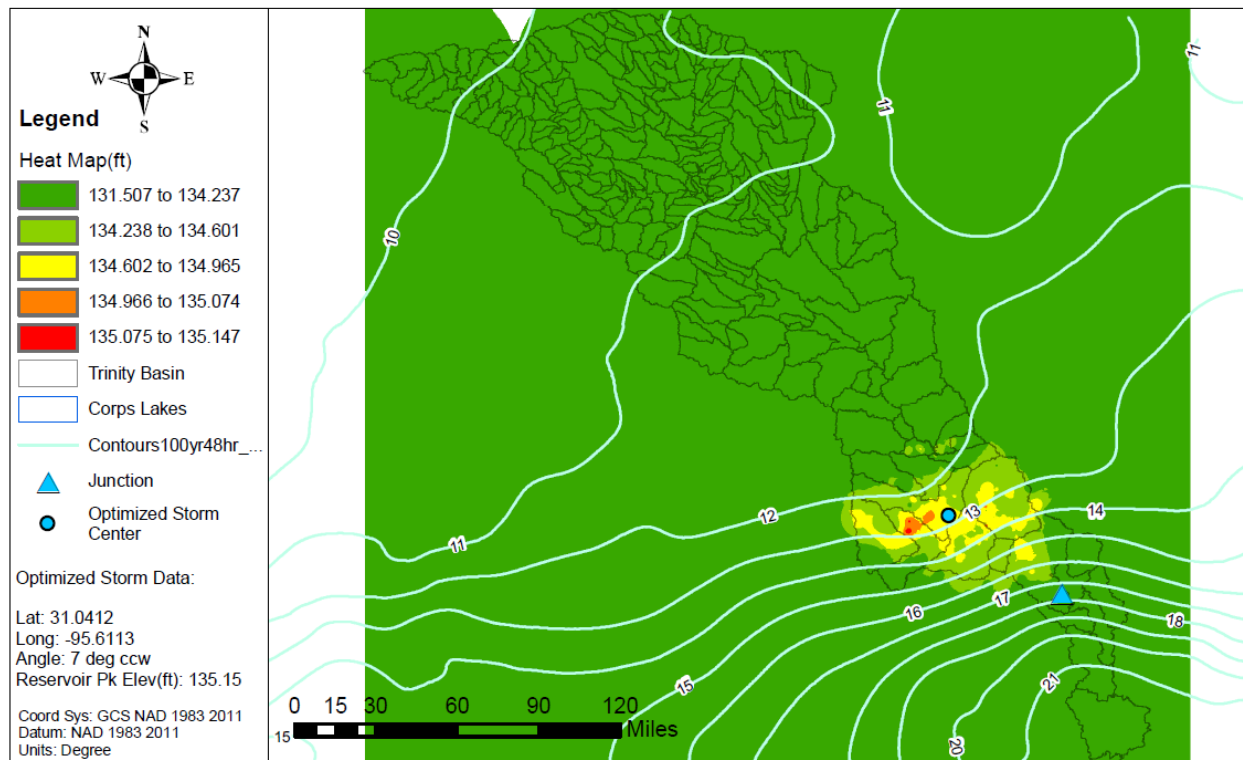 N
W E
S
Legend
Heat Map(ft)
131.507 to 134.237
134.238 to 134.601
134.602 to 134.965
134.966 to 135.074
135.075 to 135.147
Trinity Basin
Corps Lakes
Contours100yr48hr_...
Junction
Optimized Storm
Center
Optimized Storm Data:
Lat: 31.0412
Long: -95.6113
Angle: 7 deg ccw
Reservoir Pk Elev(ft): 135.15
Coord Sys: GCS NAD 1983 2011
Datum: NAD 1983 2011
Units: Degree
11
11
10
12
13
14
11
16
17
18
15
21
20
0 15 30 60 90 120
Miles
15